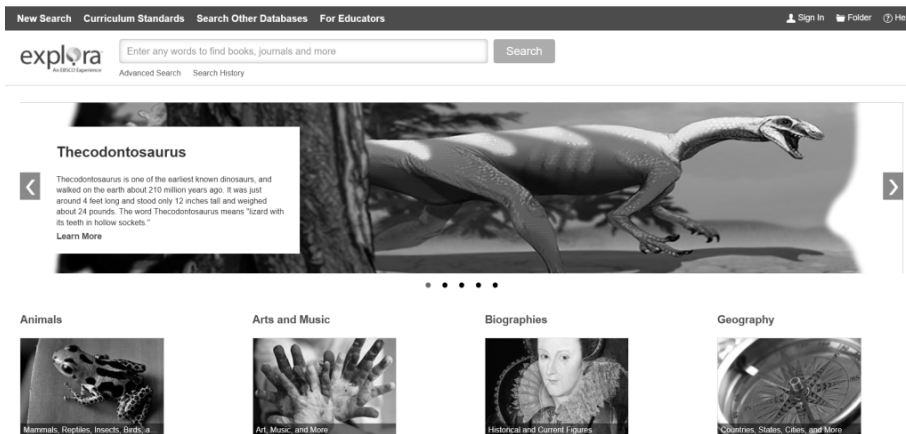 New Search Curriculum Standards Search Other Databases For Educators Sign In Folder He
explora
An EBSCO Experience
Enter any words to find books, journals and more Search
Advanced Search Search History
Thecodontosaurus
Thecodontosaurus is one of the earliest known dinosaurs, and
walked on the earth about 210 million years ago. It was just
around 4 feet long and stood only 12 inches tall and weighed
about 24 pounds. The word Thecodontosaurus means "lizard with
its teeth in hollow sockets."
Learn More
Animals Arts and Music Biographies Geography
Mammals, Reptiles, Insects, Birds, a... Art, Music, and More Historical and Current Figures Countries, States, Cities, and More